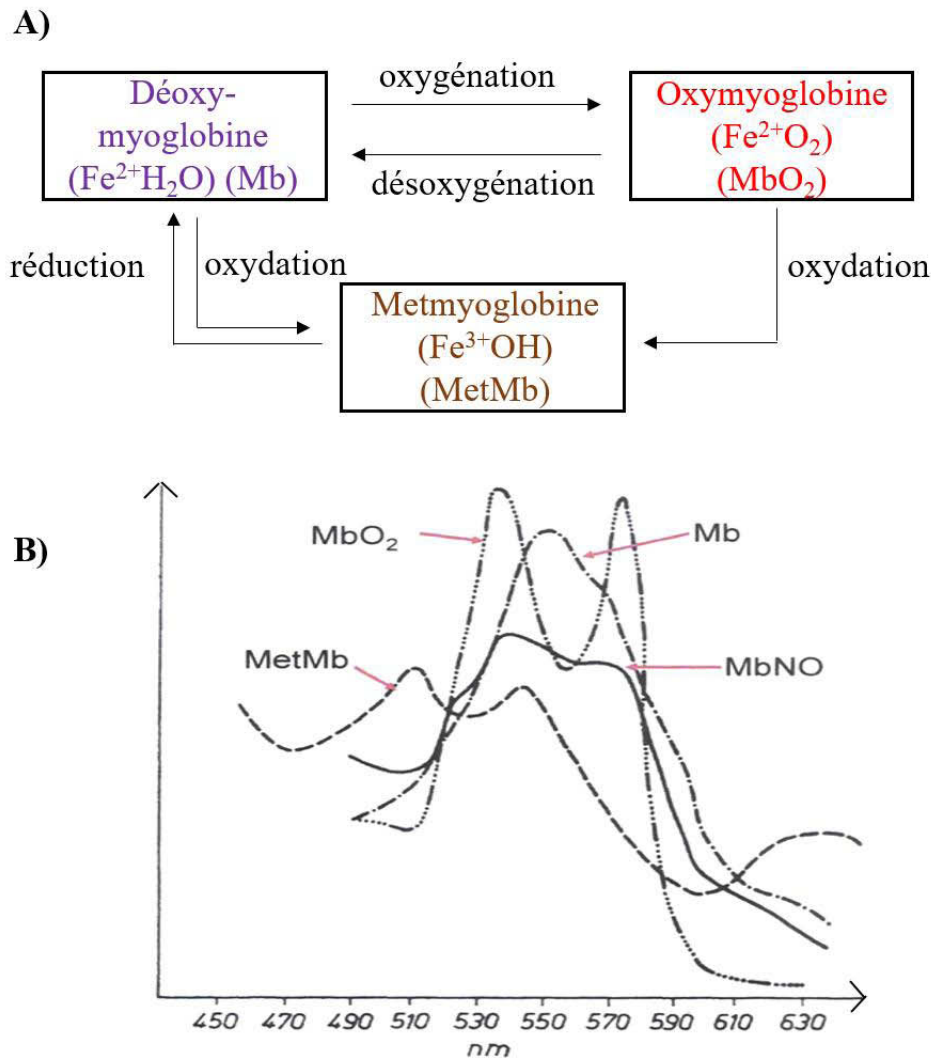 A)
Déoxy-
myoglobine
(Fe²⁺H₂O) (Mb)
oxygénation
désoxygénation
Oxymyoglobine
(Fe²⁺O₂)
(MbO₂)
réduction
oxydation
oxydation
Metmyoglobine
(Fe³⁺OH)
(MetMb)
B)
MbO₂
Mb
MetMb
MbNO
450 470 490 510 530 550 570 590 610 630
nm